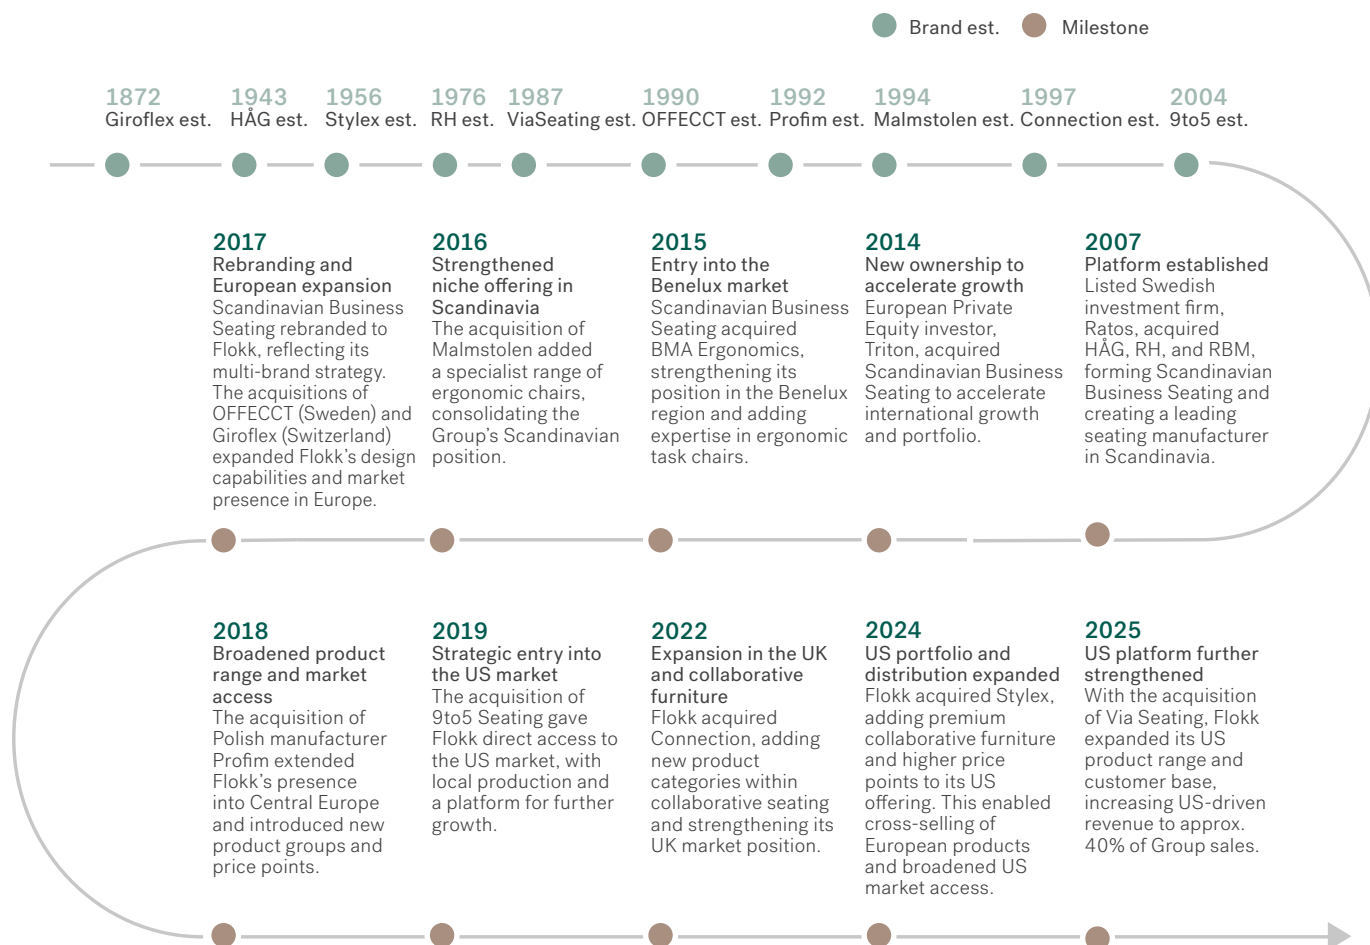 Brand est.
Milestone
1872
Giroflex est.
1943
HÅG est.
1956
Stylex est.
1976
RH est.
1987
ViaSeating est.
1990
OFFECCT est.
1992
Profim est.
1994
Malmstolen est.
1997
Connection est.
2004
9to5 est.
2017
Rebranding and
European expansion
Scandinavian Business
Seating rebranded to
Flokk, reflecting its
multi-brand strategy.
The acquisitions of
OFFECCT (Sweden) and
Giroflex (Switzerland)
expanded Flokk's design
capabilities and market
presence in Europe.
2016
Strengthened
niche offering in
Scandinavia
The acquisition of
Malmstolen added
a specialist range of
ergonomic chairs,
consolidating the
Group's Scandinavian
position.
2015
Entry into the
Benelux market
Scandinavian Business
Seating acquired
BMA Ergonomics,
strengthening its
position in the Benelux
region and adding
expertise in ergonomic
task chairs.
2014
New ownership to
accelerate growth
European Private
Equity investor,
Triton, acquired
Scandinavian Business
Seating to accelerate
international growth
and portfolio.
2007
Platform established
Listed Swedish
investment firm,
Ratos, acquired
HÅG, RH, and RBM,
forming Scandinavian
Business Seating and
creating a leading
seating manufacturer
in Scandinavia.
2018
Broadened product
range and market
access
The acquisition of
Polish manufacturer
Profim extended
Flokk's presence
into Central Europe
and introduced new
product groups and
price points.
2019
Strategic entry into
the US market
The acquisition of
9to5 Seating gave
Flokk direct access to
the US market, with
local production and
a platform for further
growth.
2022
Expansion in the UK
and collaborative
furniture
Flokk acquired
Connection, adding
new product
categories within
collaborative seating
and strengthening its
UK market position.
2024
US portfolio and
distribution expanded
Flokk acquired Stylex,
adding premium
collaborative furniture
and higher price
points to its US
offering. This enabled
cross-selling of
European products
and broadened US
market access.
2025
US platform further
strengthened
With the acquisition
of Via Seating, Flokk
expanded its US
product range and
customer base,
increasing US-driven
revenue to approx.
40% of Group sales.